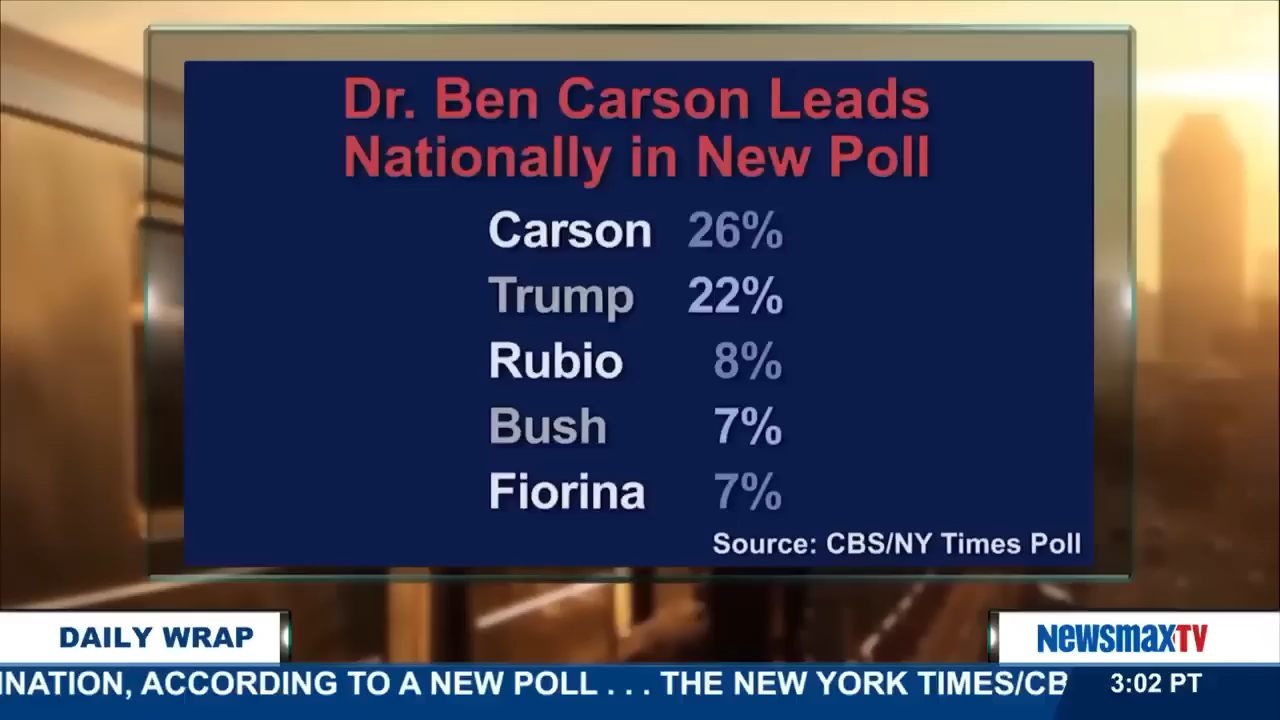 Dr. Ben Carson Leads
Nationally in New Poll
Carson 26%
Trump 22%
Rubio 8%
Bush 7%
Fiorina 7%
Source: CBS/NY Times Poll
DAILY WRAP
NEWSMAXTV
INATION, ACCORDING TO A NEW POLL . . . THE NEW YORK TIMES/CB
3:02 PT